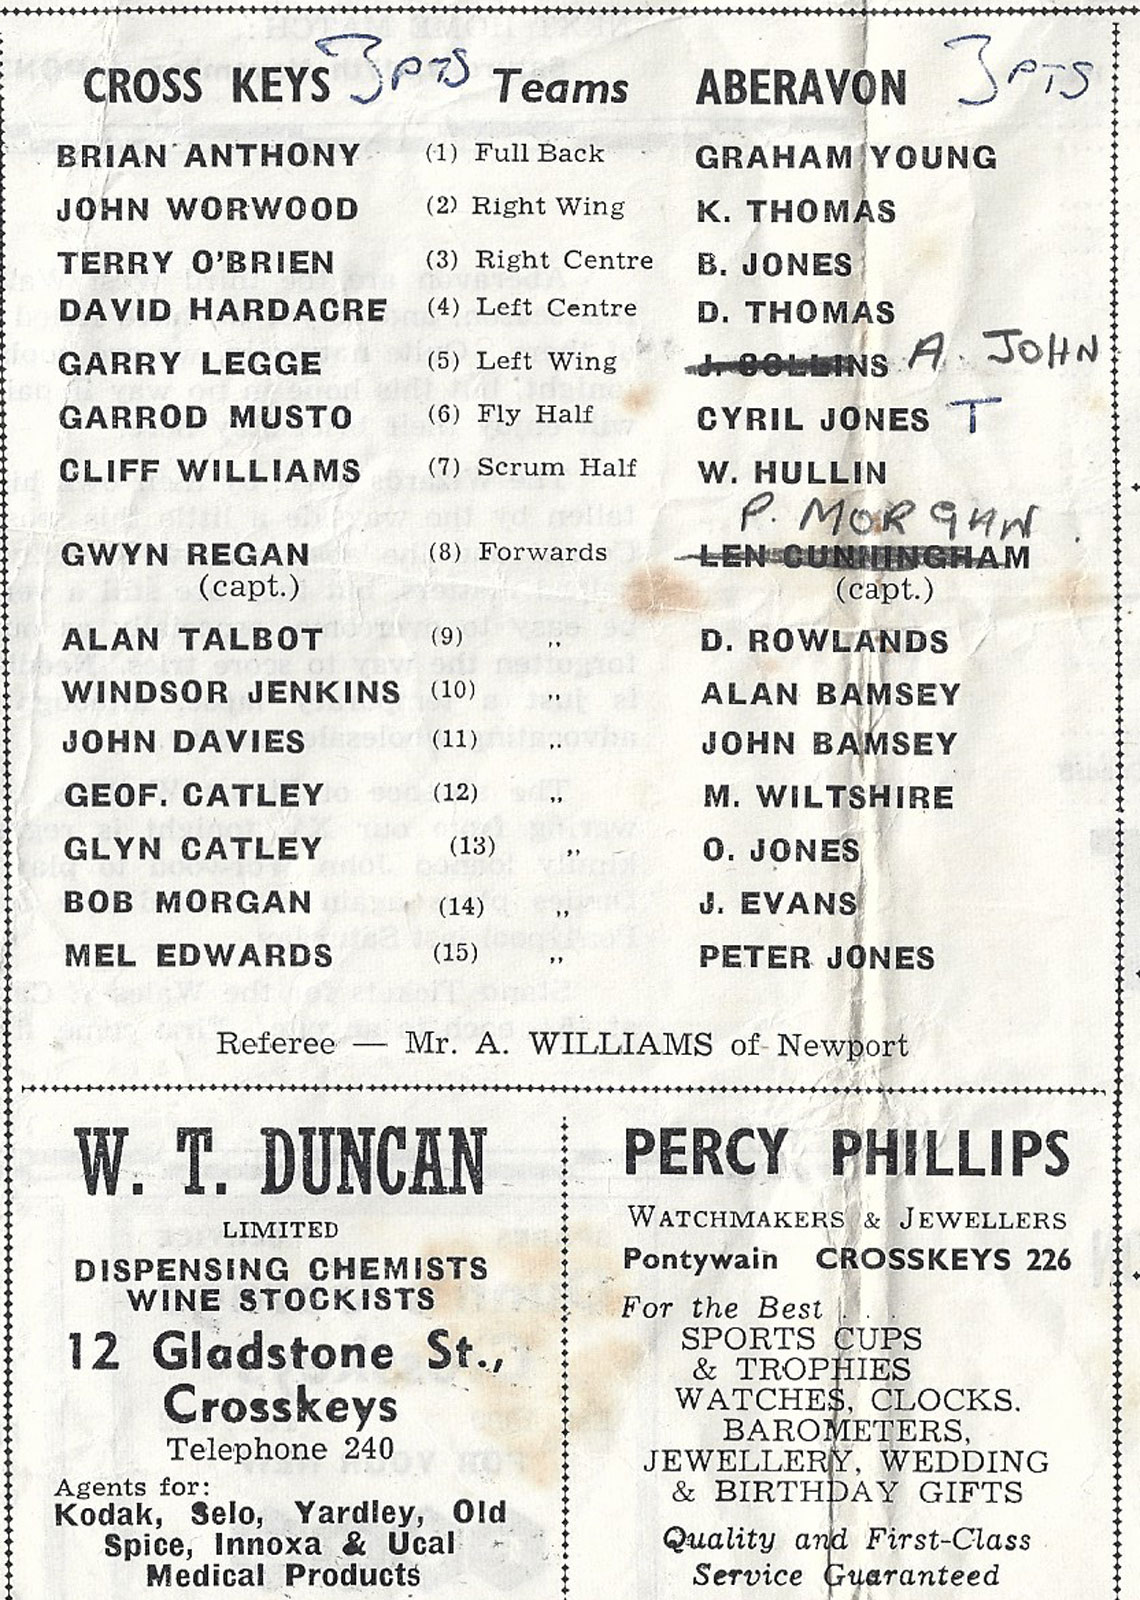 CROSS KEYS 3 PTS Teams ABERAVON 3 PTS
BRIAN ANTHONY (1) Full Back GRAHAM YOUNG
JOHN WORWOOD (2) Right Wing K. THOMAS
TERRY O'BRIEN (3) Right Centre B. JONES
DAVID HARDACRE (4) Left Centre D. THOMAS
GARRY LEGGE (5) Left Wing J. COLLINS A. JOHN
GARROD MUSTO (6) Fly Half CYRIL JONES T
CLIFF WILLIAMS (7) Scrum Half W. HULLIN
P. MORGAN
GWYN REGAN (8) Forwards LEN CUNNINGHAM
(capt.) (capt.)
ALAN TALBOT (9) ,, D. ROWLANDS
WINDSOR JENKINS (10) ,, ALAN BAMSEY
JOHN DAVIES (11) ,, JOHN BAMSEY
GEOF. CATLEY (12) ,, M. WILTSHIRE
GLYN CATLEY (13) ,, O. JONES
BOB MORGAN (14) ,, J. EVANS
MEL EDWARDS (15) ,, PETER JONES
Referee — Mr. A. WILLIAMS of Newport
W. T. DUNCAN
LIMITED
DISPENSING CHEMISTS
WINE STOCKISTS
12 Gladstone St.,
Crosskeys
Telephone 240
Agents for:
Kodak, Selo, Yardley, Old
Spice, Innoxa & Ucal
Medical Products
PERCY PHILLIPS
WATCHMAKERS & JEWELLERS
Pontywain CROSSKEYS 226
For the Best . . .
SPORTS CUPS
& TROPHIES
WATCHES, CLOCKS.
BAROMETERS,
JEWELLERY, WEDDING
& BIRTHDAY GIFTS
Quality and First-Class
Service Guaranteed